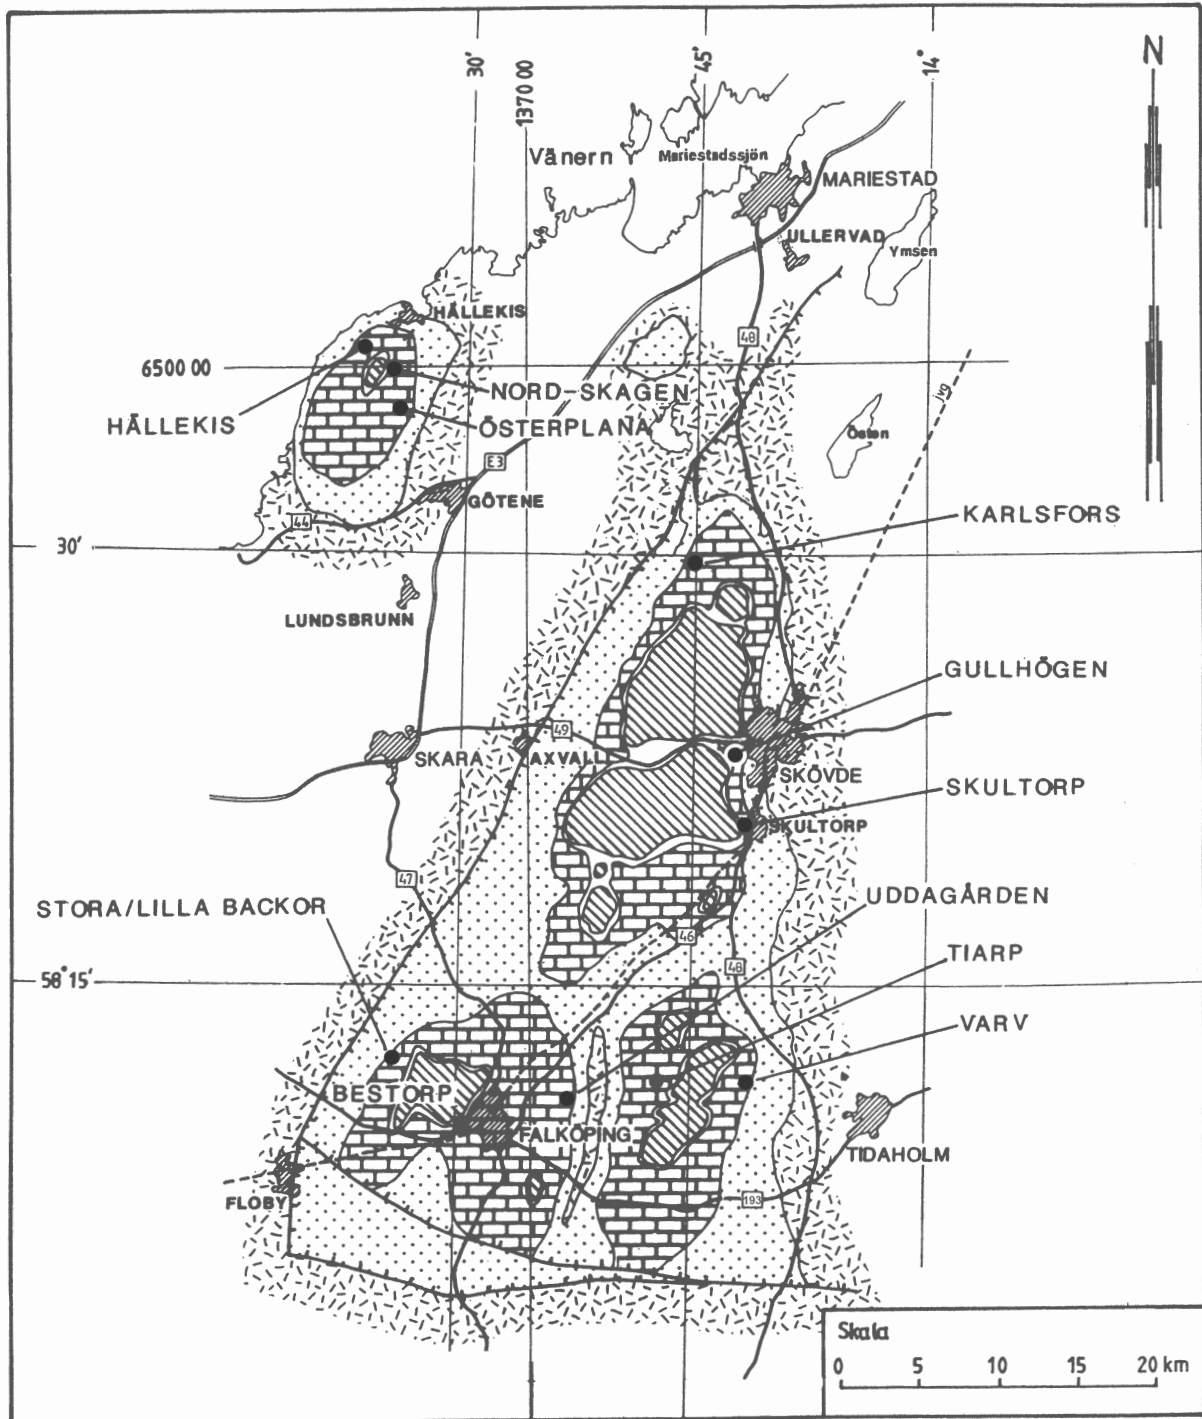 30'
1370 00
45'
14°
N
Vänern
Mariestadssjön
MARIESTAD
ULLERVAD
Ymsen
HÄLLEKIS
48
6500 00
NORD-SKAGEN
jvg
HÄLLEKIS
ÖSTERPLANA
Östen
E3
GÖTENE
44
KARLSFORS
30'
LUNDSBRUNN
GULLHÖGEN
49
SKARA
AXVALL
SKÖVDE
SKULTORP
SKULTORP
47
UDDAGÅRDEN
STORA/LILLA BACKOR
46
TIARP
48
58° 15'
VARV
BESTORP
FALKÖPING
TIDAHOLM
FLOBY
193
Skala
0 5 10 15 20 km